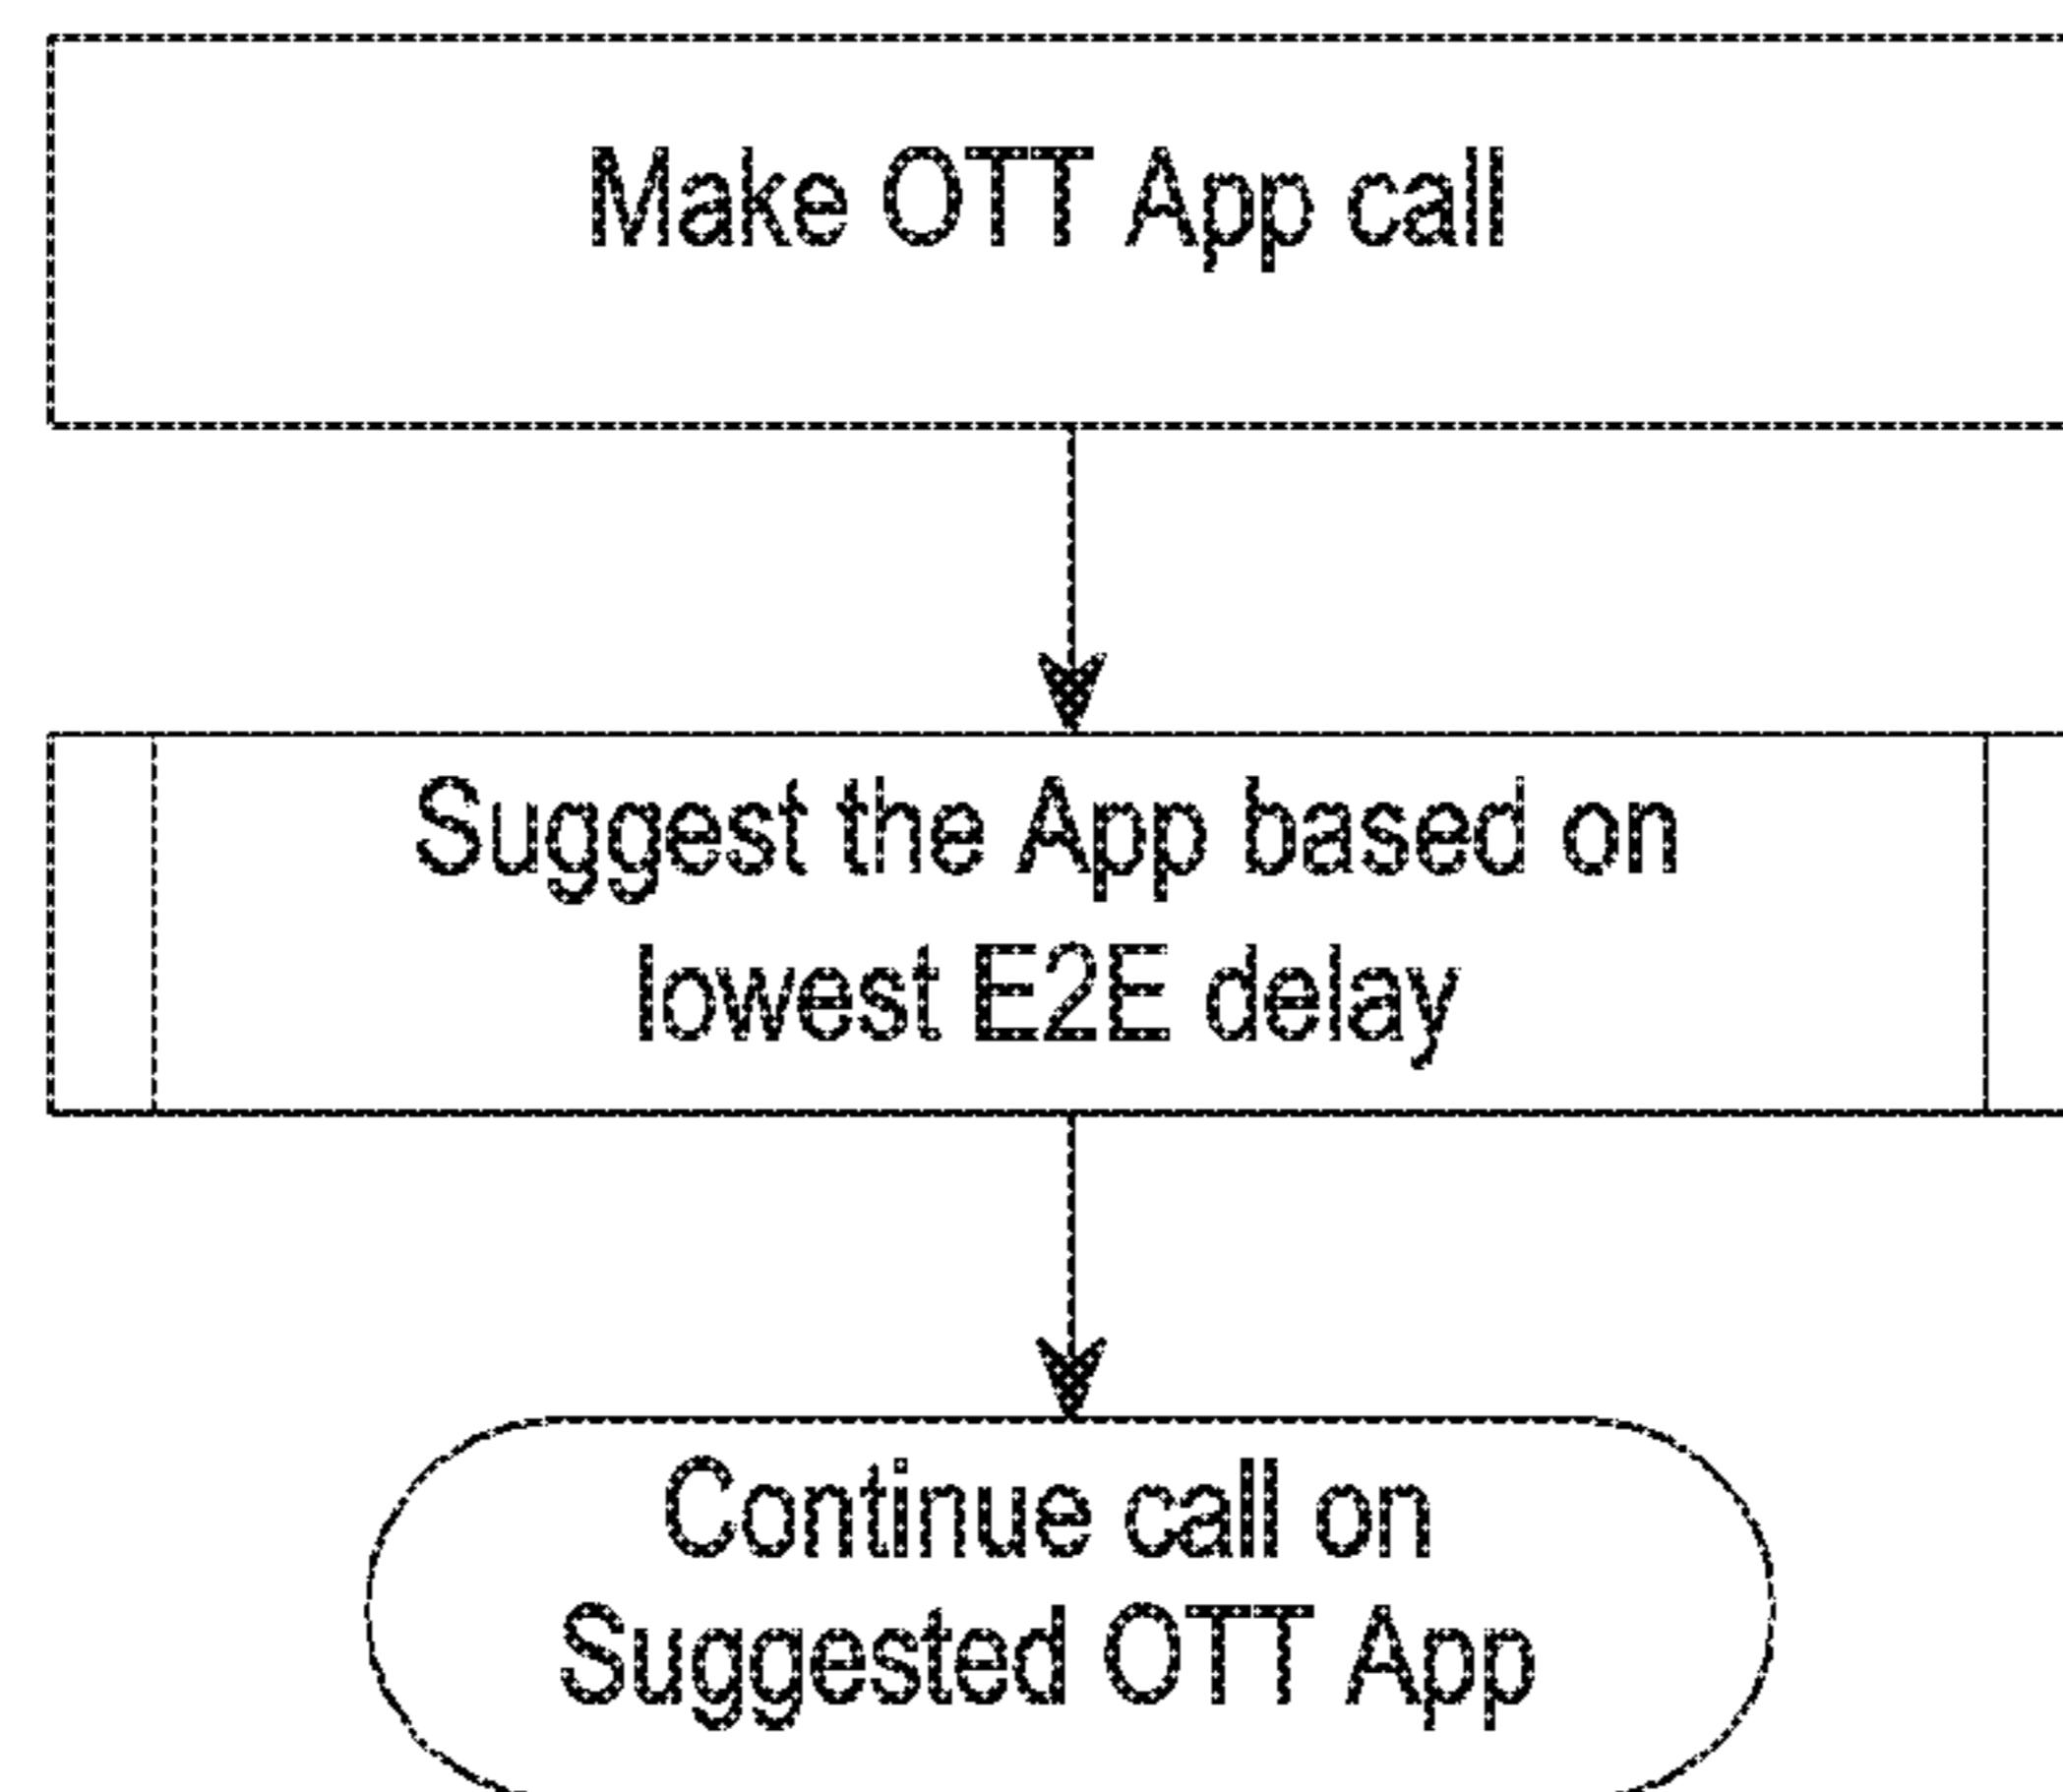 Make OTT App call
Suggest the App based on
lowest E2E delay
Continue call on
Suggested OTT App